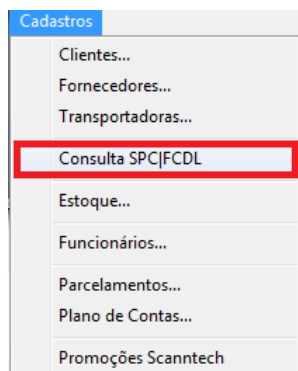 Cadastros
Clientes...
Fornecedores...
Transportadoras...
Consulta SPC|FCDL
Estoque...
Funcionários...
Parcelamentos...
Plano de Contas...
Promoções Scanntech